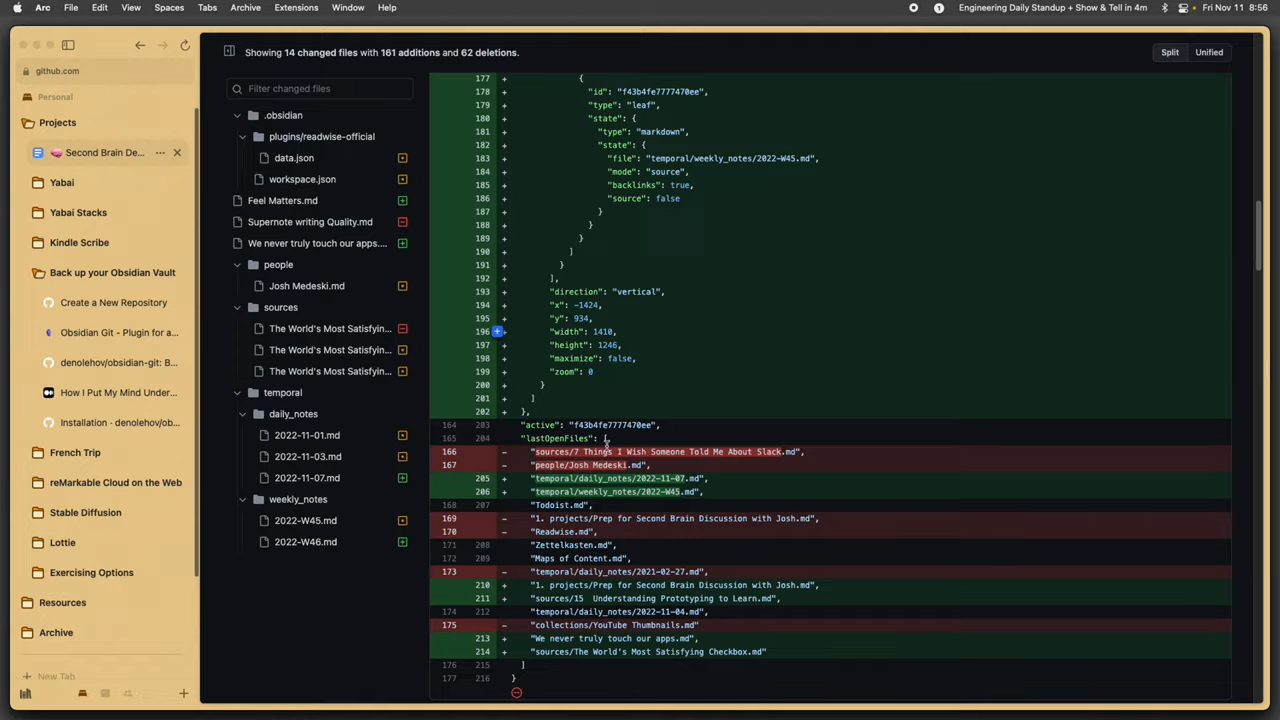 Arc File Edit View Spaces Tabs Archive Extensions Window Help
1 Engineering Daily Standup + Show & Tell in 4m Fri Nov 11 8:56
github.com
Personal
Projects
Second Brain De... ...
Yabai
Yabai Stacks
Kindle Scribe
Back up your Obsidian Vault
Create a New Repository
Obsidian Git - Plugin for a...
denolehov/obsidian-git: B...
How I Put My Mind Under...
Installation · denolehov/ob...
French Trip
reMarkable Cloud on the Web
Stable Diffusion
Lottie
Exercising Options
Resources
Archive
+ New Tab
Showing 14 changed files with 161 additions and 62 deletions.
Split Unified
Filter changed files
.obsidian
plugins/readwise-official
data.json
workspace.json
Feel Matters.md
Supernote writing Quality.md
We never truly touch our apps....
people
Josh Medeski.md
sources
The World's Most Satisfyin...
The World's Most Satisfyin...
The World's Most Satisfyin...
temporal
daily_notes
2022-11-01.md
2022-11-03.md
2022-11-07.md
weekly_notes
2022-W45.md
2022-W46.md
177 + {
178 + "id": "f43b4fe7777470ee",
179 + "type": "leaf",
180 + "state": {
181 + "type": "markdown",
182 + "state": {
183 + "file": "temporal/weekly_notes/2022-W45.md",
184 + "mode": "source",
185 + "backlinks": true,
186 + "source": false
187 + }
188 + }
189 + }
190 + ]
191 + }
192 + ],
193 + "direction": "vertical",
194 + "x": -1424,
195 + "y": 934,
196 + "width": 1410,
197 + "height": 1246,
198 + "maximize": false,
199 + "zoom": 0
200 + }
201 + ]
202 + },
164 203 "active": "f43b4fe7777470ee",
165 204 "lastOpenFiles": [
166 - "sources/7 Things I Wish Someone Told Me About Slack.md",
167 - "people/Josh Medeski.md",
205 + "temporal/daily_notes/2022-11-07.md",
206 + "temporal/weekly_notes/2022-W45.md",
168 207 "Todoist.md",
169 - "1. projects/Prep for Second Brain Discussion with Josh.md",
170 - "Readwise.md",
171 208 "Zettelkasten.md",
172 209 "Maps of Content.md",
173 - "temporal/daily_notes/2021-02-27.md",
210 + "1. projects/Prep for Second Brain Discussion with Josh.md",
211 + "sources/15 Understanding Prototyping to Learn.md",
174 212 "temporal/daily_notes/2022-11-04.md",
175 - "collections/YouTube Thumbnails.md"
213 + "We never truly touch our apps.md",
214 + "sources/The World's Most Satisfying Checkbox.md"
176 215 ]
177 216 }